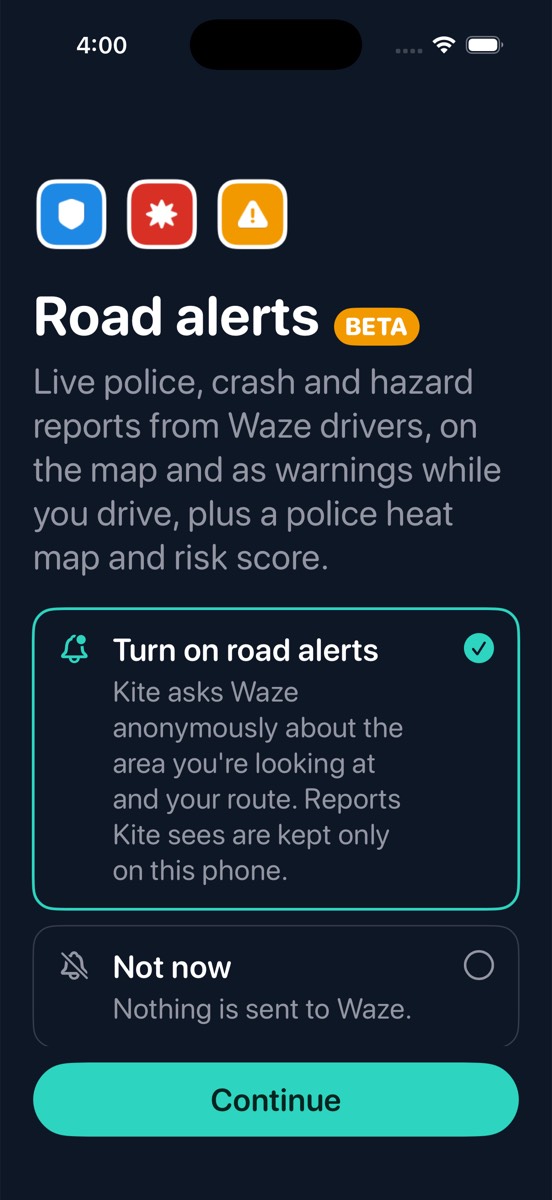 4:00
Road alerts BETA
Live police, crash and hazard
reports from Waze drivers, on
the map and as warnings while
you drive, plus a police heat
map and risk score.
Turn on road alerts
Kite asks Waze
anonymously about the
area you're looking at
and your route. Reports
Kite sees are kept only
on this phone.
Not now
Nothing is sent to Waze.
Continue